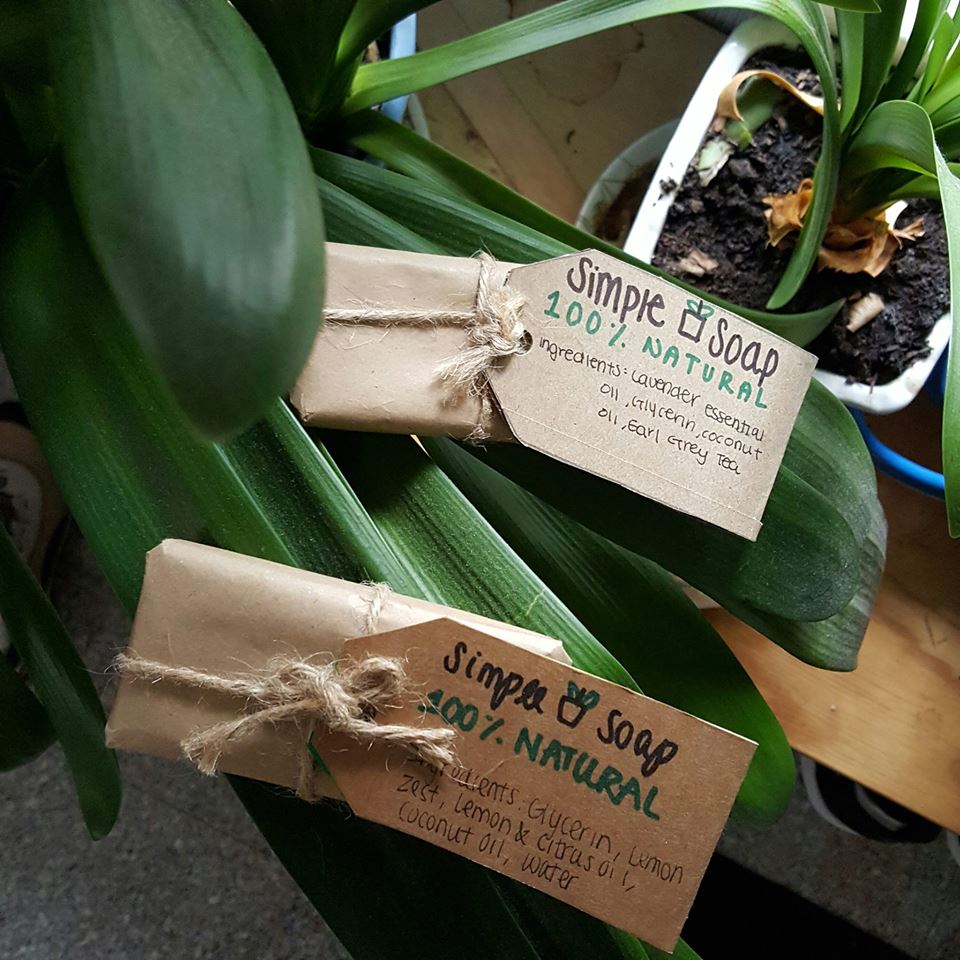 Simple Soap
100% NATURAL
ingredients: Lavender essential
oil, Glycerin, coconut
oil, Earl Grey Tea
Simple Soap
100% NATURAL
Ingredients: Glycerin, Lemon
Zest, Lemon & citrus oil,
Coconut oil, water